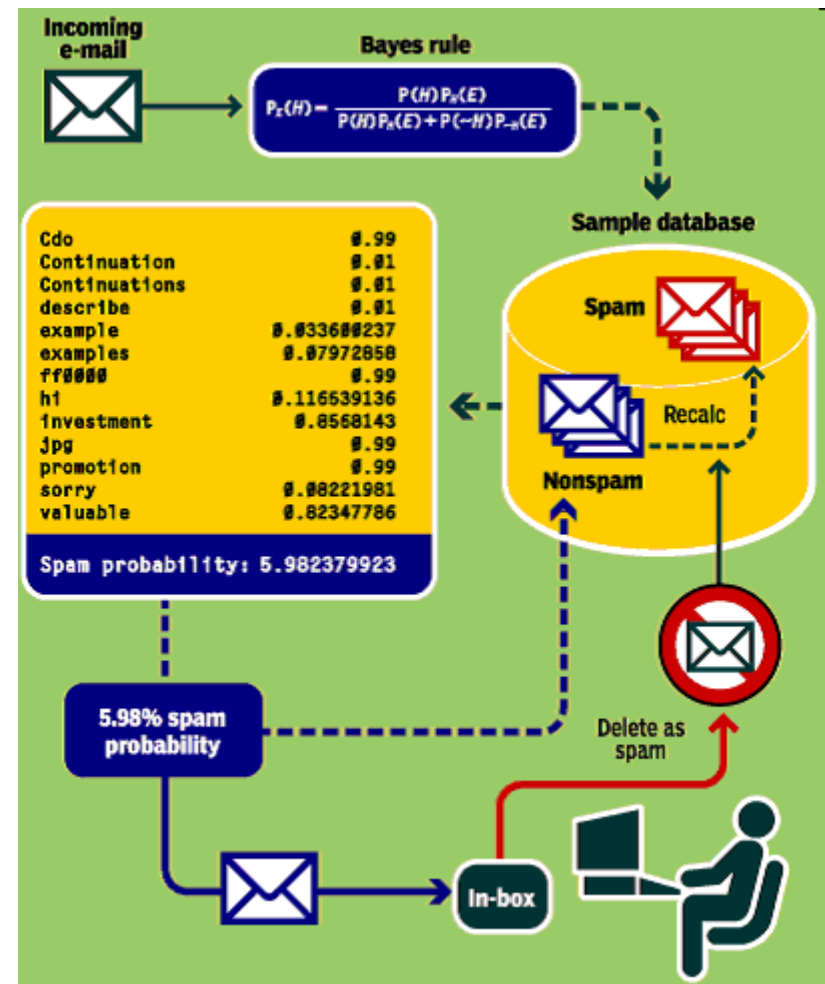 Incoming
e-mail
Bayes rule
P_E(H) = P(H)P_H(E) / P(H)P_H(E)+P(~H)P_~H(E)
Sample database
Spam
Recalc
Nonspam
Cdo 0.99
Continuation 0.01
Continuations 0.01
describe 0.01
example 0.033600237
examples 0.07972858
ff0000 0.99
hi 0.116539136
investment 0.8568143
jpg 0.99
promotion 0.99
sorry 0.08221981
valuable 0.82347786
Spam probability: 5.982379923
5.98% spam
probability
Delete as
spam
In-box